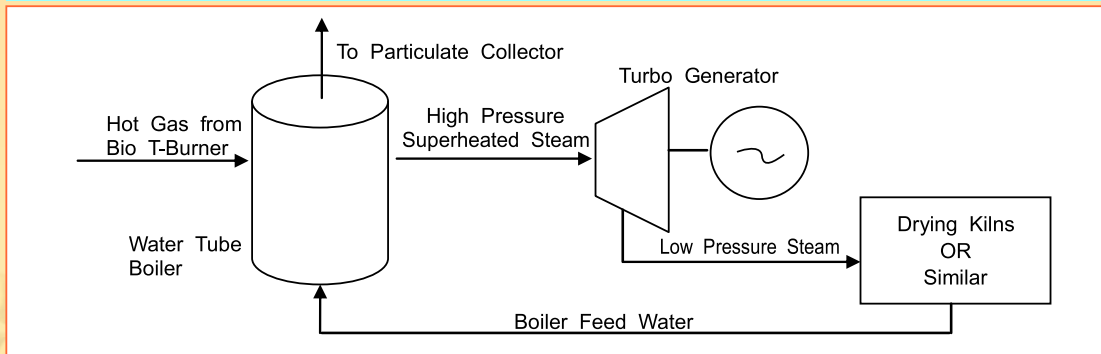 To Particulate Collector
Turbo Generator
Hot Gas from
Bio T-Burner
High Pressure
Superheated Steam
Water Tube
Boiler
Low Pressure Steam
Drying Kilns
OR
Similar
Boiler Feed Water